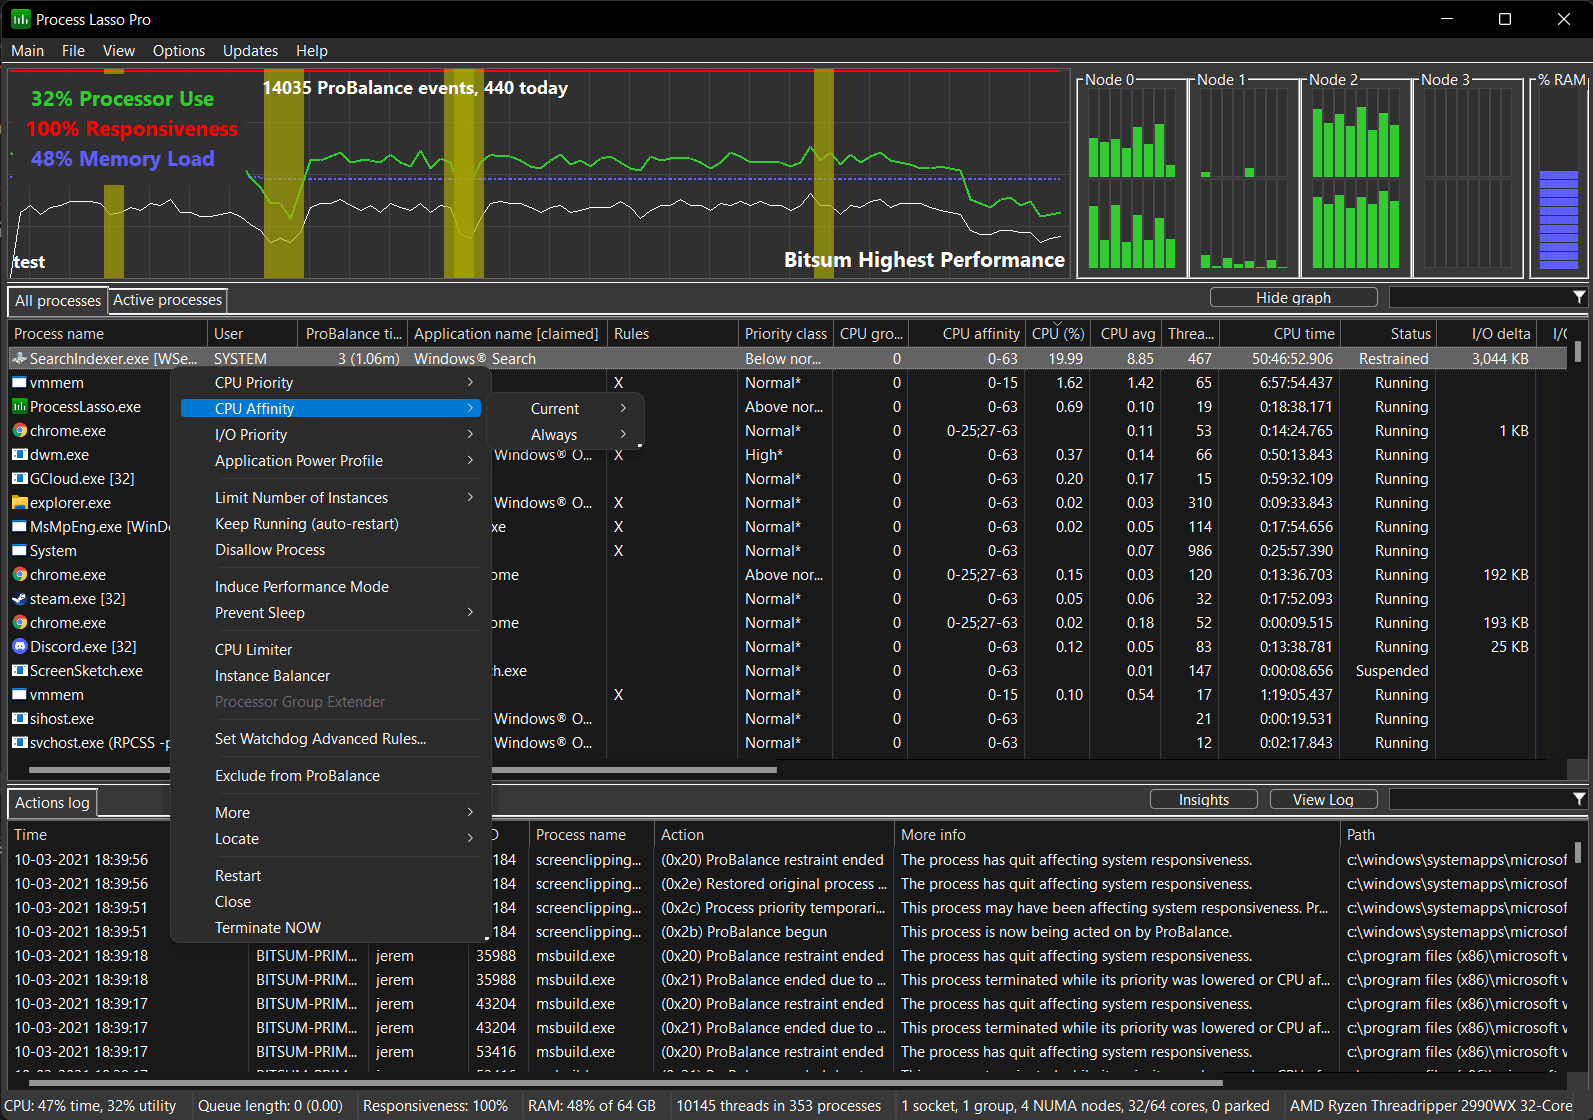 Process Lasso Pro
Main File View Options Updates Help
14035 ProBalance events, 440 today
32% Processor Use
100% Responsiveness
48% Memory Load
test
Bitsum Highest Performance
Node 0 Node 1 Node 2 Node 3 % RAM
All processes Active processes Hide graph
Process name User ProBalance ti... Application name [claimed] Rules Priority class CPU gro... CPU affinity CPU (%) CPU avg Threa... CPU time Status I/O delta I/O
SearchIndexer.exe [WSe... SYSTEM 3 (1.06m) Windows® Search Below nor... 0 0-63 19.99 8.85 467 50:46:52.906 Restrained 3,044 KB
vmmem X Normal* 0 0-15 1.62 1.42 65 6:57:54.437 Running
ProcessLasso.exe Above nor... 0 0-63 0.69 0.10 19 0:18:38.171 Running
chrome.exe Normal* 0 0-25;27-63 0.11 53 0:14:24.765 Running 1 KB
dwm.exe Windows® O... X High* 0 0-63 0.37 0.14 66 0:50:13.843 Running
GCloud.exe [32] Normal* 0 0-63 0.20 0.17 15 0:59:32.109 Running
explorer.exe Windows® O... X Normal* 0 0-63 0.02 0.03 310 0:09:33.843 Running
MsMpEng.exe [WinDe xe X Normal* 0 0-63 0.02 0.05 114 0:17:54.656 Running
System X Normal* 0 0-63 0.07 986 0:25:57.390 Running
chrome.exe ome Above nor... 0 0-25;27-63 0.15 0.03 120 0:13:36.703 Running 192 KB
steam.exe [32] Normal* 0 0-63 0.05 0.06 32 0:17:52.093 Running
chrome.exe ome Normal* 0 0-25;27-63 0.02 0.18 52 0:00:09.515 Running 193 KB
Discord.exe [32] Normal* 0 0-63 0.12 0.05 83 0:13:38.781 Running 25 KB
ScreenSketch.exe h.exe Normal* 0 0-63 0.01 147 0:00:08.656 Suspended
vmmem X Normal* 0 0-15 0.10 0.54 17 1:19:05.437 Running
sihost.exe Windows® O... Normal* 0 0-63 21 0:00:19.531 Running
svchost.exe (RPCSS -p Windows® O... Normal* 0 0-63 12 0:02:17.843 Running
CPU Priority
CPU Affinity
I/O Priority
Application Power Profile
Limit Number of Instances
Keep Running (auto-restart)
Disallow Process
Induce Performance Mode
Prevent Sleep
CPU Limiter
Instance Balancer
Processor Group Extender
Set Watchdog Advanced Rules...
Exclude from ProBalance
More
Locate
Restart
Close
Terminate NOW
Current
Always
Actions log Insights View Log
Time D Process name Action More info Path
10-03-2021 18:39:56 184 screenclipping... (0x20) ProBalance restraint ended The process has quit affecting system responsiveness. c:\windows\systemapps\microsof
10-03-2021 18:39:56 184 screenclipping... (0x2e) Restored original process ... The process has quit affecting system responsiveness. c:\windows\systemapps\microsof
10-03-2021 18:39:51 184 screenclipping... (0x2c) Process priority temporari... This process may have been affecting system responsiveness. Pr... c:\windows\systemapps\microsof
10-03-2021 18:39:51 184 screenclipping... (0x2b) ProBalance begun This process is now being acted on by ProBalance. c:\windows\systemapps\microsof
10-03-2021 18:39:18 BITSUM-PRIM... jerem 35988 msbuild.exe (0x20) ProBalance restraint ended The process has quit affecting system responsiveness. c:\program files (x86)\microsoft v
10-03-2021 18:39:18 BITSUM-PRIM... jerem 35988 msbuild.exe (0x21) ProBalance ended due to ... This process terminated while its priority was lowered or CPU af... c:\program files (x86)\microsoft v
10-03-2021 18:39:17 BITSUM-PRIM... jerem 43204 msbuild.exe (0x20) ProBalance restraint ended The process has quit affecting system responsiveness. c:\program files (x86)\microsoft v
10-03-2021 18:39:17 BITSUM-PRIM... jerem 43204 msbuild.exe (0x21) ProBalance ended due to ... This process terminated while its priority was lowered or CPU af... c:\program files (x86)\microsoft v
10-03-2021 18:39:17 BITSUM-PRIM... jerem 53416 msbuild.exe (0x20) ProBalance restraint ended The process has quit affecting system responsiveness. c:\program files (x86)\microsoft v
CPU: 47% time, 32% utility Queue length: 0 (0.00) Responsiveness: 100% RAM: 48% of 64 GB 10145 threads in 353 processes 1 socket, 1 group, 4 NUMA nodes, 32/64 cores, 0 parked AMD Ryzen Threadripper 2990WX 32-Core